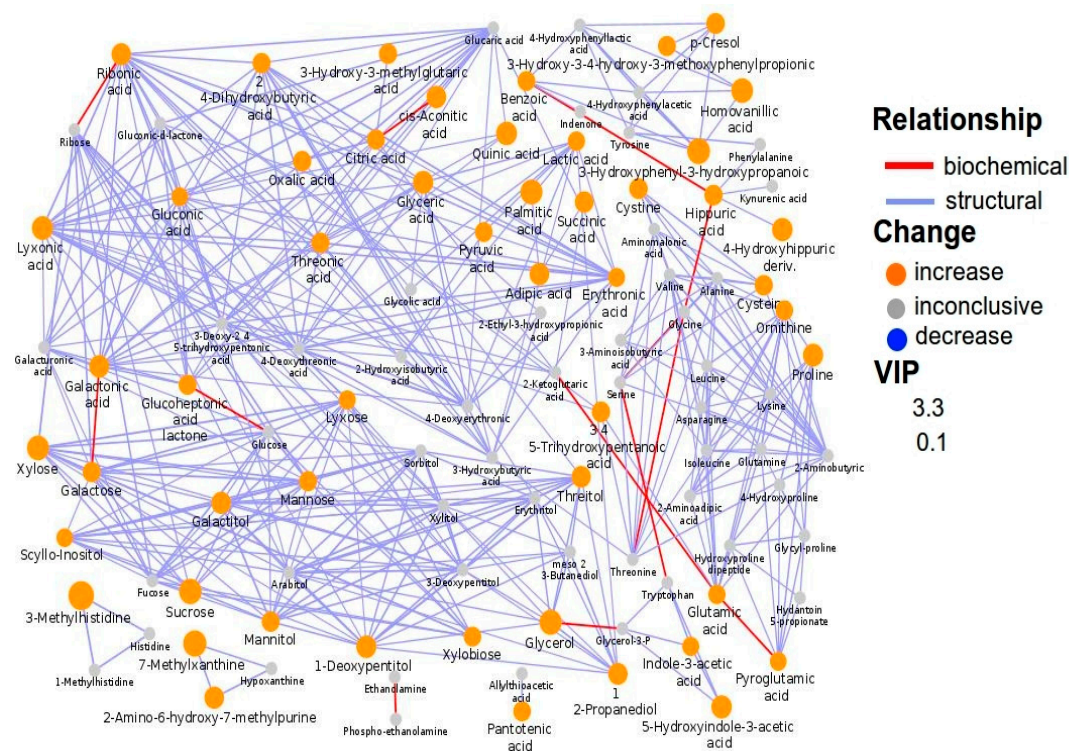 Glucaric acid
4-Hydroxyphenyllactic
acid
p-Cresol
3-Hydroxy-3-4-hydroxy-3-methoxyphenylpropionic
Ribonic
acid
2
4-Dihydroxybutyric
acid
3-Hydroxy-3-methylglutaric
acid
cis-Aconitic
acid
Benzoic
acid
4-Hydroxyphenylacetic
acid
Homovanillic
acid
Indenone
Tyrosine
Ribose
Gluconic-d-lactone
Citric acid
Quinic acid
Lactic acid
Phenylalanine
Oxalic acid
3-Hydroxyphenyl-3-hydroxypropanoic
Kynurenic acid
Gluconic
acid
Glyceric
acid
Palmitic
acid
Succinic
acid
Cystine
Hippuric
acid
4-Hydroxyhippuric
deriv.
Lyxonic
acid
Threonic
acid
Pyruvic
acid
Aminomalonic
acid
Adipic acid
Erythronic
acid
Valine
Alanine
Cystein
Glycolic acid
Glycine
Ornithine
2-Ethyl-3-hydroxypropionic
acid
3-Deoxy-2 4
5-trihydroxypentonic
acid
4-Deoxythreonic
acid
2-Hydroxyisobutyric
acid
3-Aminoisobutyric
acid
Galacturonic
acid
Galactonic
acid
Glucoheptonic
acid
lactone
2-Ketoglutaric
acid
Serine
Leucine
Proline
Lyxose
4-Deoxyerythronic
Lysine
Asparagine
3 4
5-Trihydroxypentanoic
acid
Glucose
Xylose
Galactose
Sorbitol
3-Hydroxybutyric
acid
Isoleucine
Glutamine
2-Aminobutyric
Mannose
Threitol
4-Hydroxyproline
Galactitol
Xylitol
Erythritol
2-Aminoadipic
acid
Scyllo-Inositol
meso 2
3-Butanediol
Threonine
Hydroxyproline
dipeptide
Glycyl-proline
Fucose
Arabitol
3-Deoxypentitol
Tryptophan
Hydantoin
5-propionate
3-Methylhistidine
Sucrose
Glutamic
acid
Histidine
Mannitol
Xylobiose
Glycerol
Glycerol-3-P
7-Methylxanthine
1-Deoxypentitol
Indole-3-acetic
acid
Pyroglutamic
acid
1-Methylhistidine
Hypoxanthine
Ethanolamine
Allylthioacetic
acid
1
2-Propanediol
2-Amino-6-hydroxy-7-methylpurine
Phospho-ethanolamine
Pantotenic
acid
5-Hydroxyindole-3-acetic
acid
Relationship
biochemical
structural
Change
increase
inconclusive
decrease
VIP
3.3
0.1